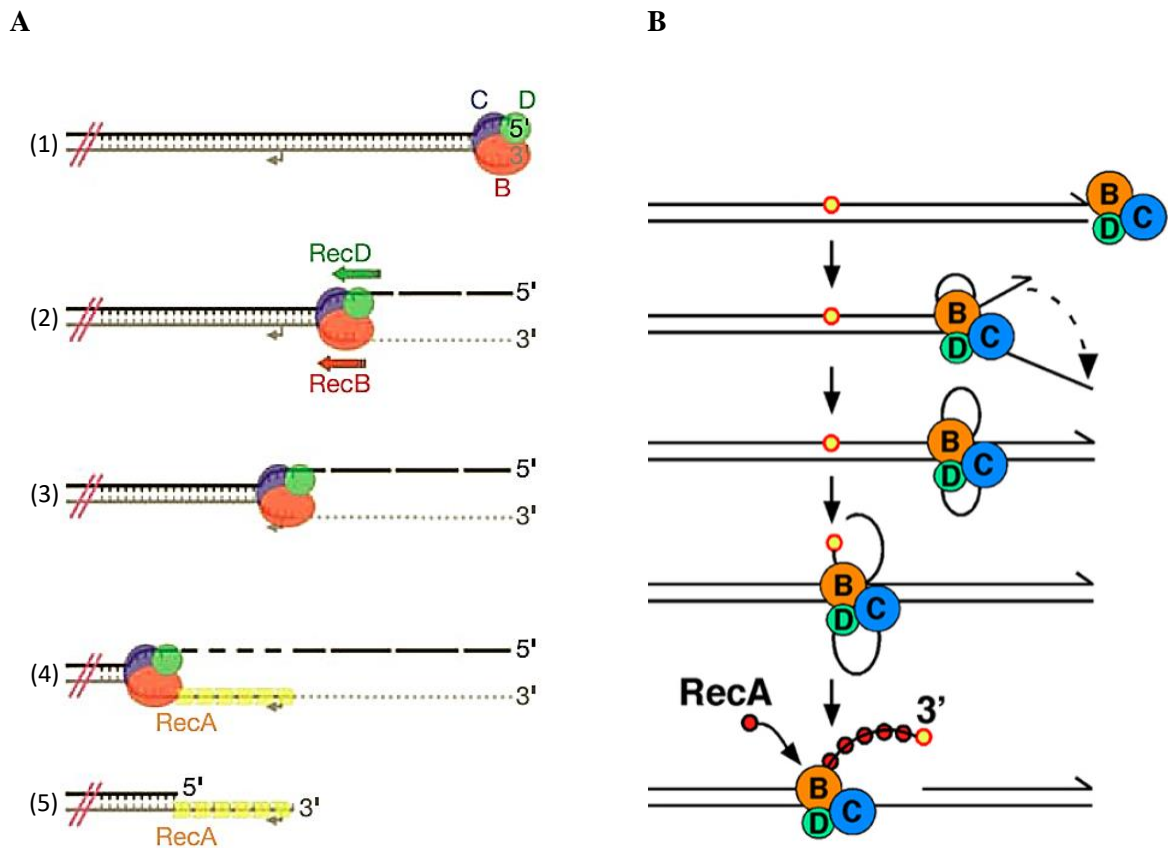 A
C D
(1) 5'
3'
B
RecD
(2) 5'
3'
RecB
(3) 5'
3'
(4) 5'
3'
RecA
(5) 5'
3'
RecA
B
B
D C
B
D C
B
D C
B
D C
RecA 3’
B
D C